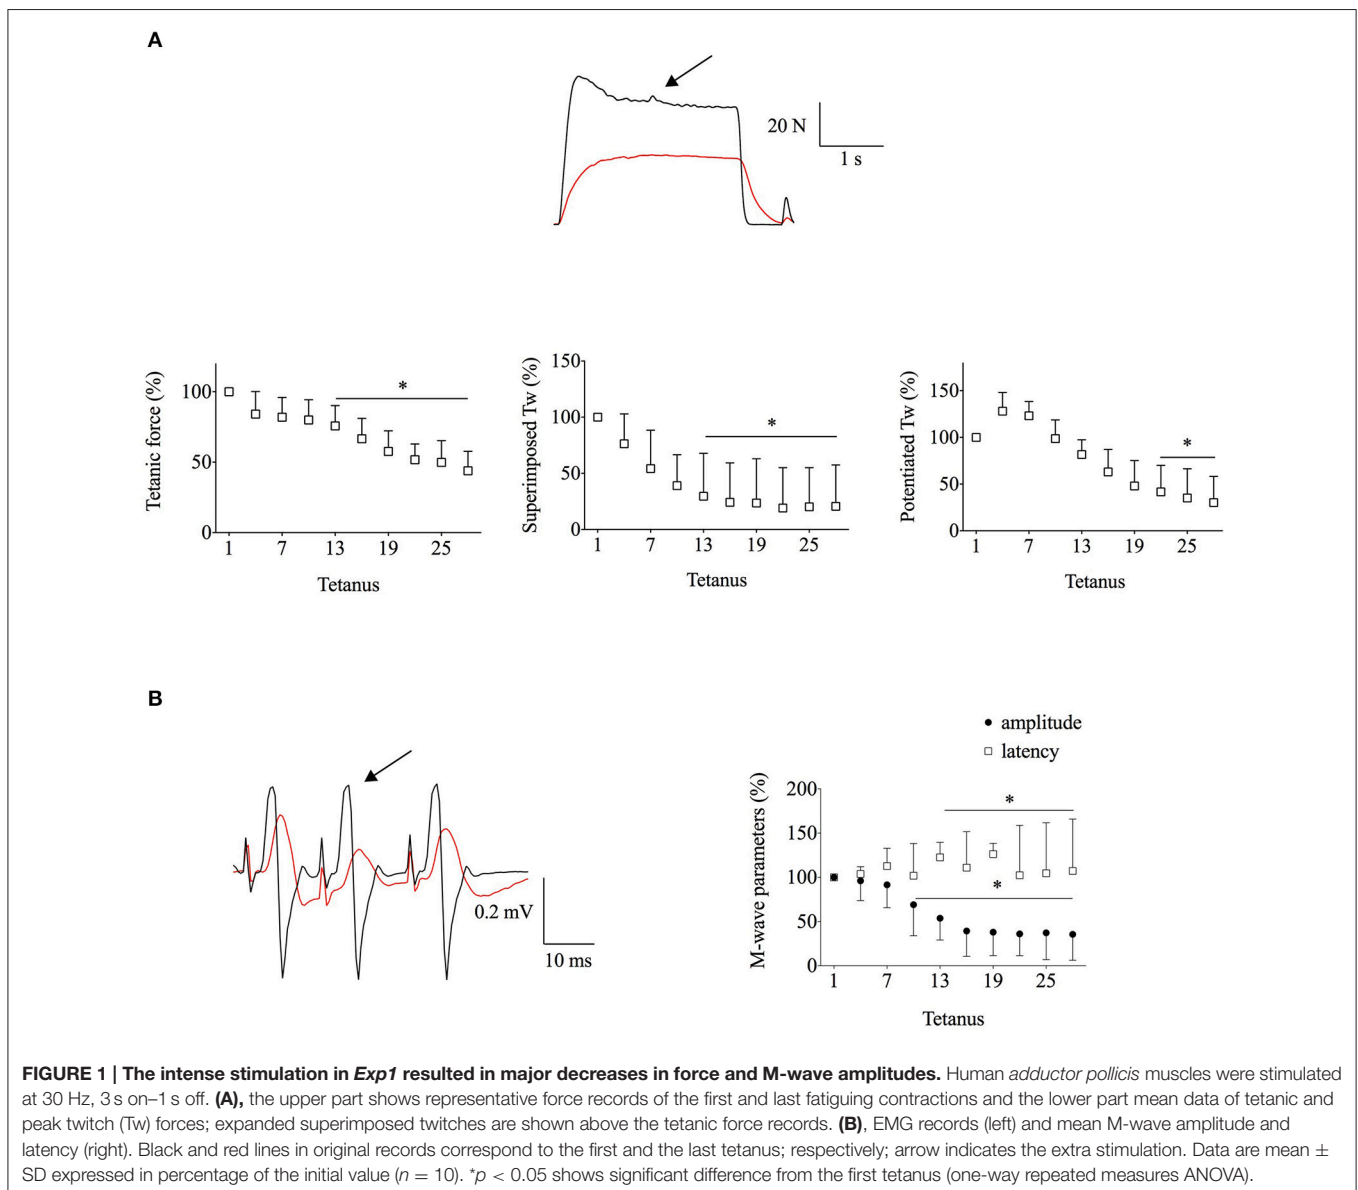 A
20 N
1 s
Tetanic force (%)
100
50
0
*
1 7 13 19 25
Tetanus
Superimposed Tw (%)
150
100
50
0
*
1 7 13 19 25
Tetanus
Potentiated Tw (%)
150
100
50
0
*
1 7 13 19 25
Tetanus
B
0.2 mV
10 ms
amplitude
latency
M-wave parameters (%)
200
150
100
50
0
*
*
1 7 13 19 25
Tetanus
FIGURE 1 | The intense stimulation in Exp1 resulted in major decreases in force and M-wave amplitudes. Human adductor pollicis muscles were stimulated
at 30 Hz, 3 s on–1 s off. (A), the upper part shows representative force records of the first and last fatiguing contractions and the lower part mean data of tetanic and
peak twitch (Tw) forces; expanded superimposed twitches are shown above the tetanic force records. (B), EMG records (left) and mean M-wave amplitude and
latency (right). Black and red lines in original records correspond to the first and the last tetanus; respectively; arrow indicates the extra stimulation. Data are mean ±
SD expressed in percentage of the initial value (n = 10). *p < 0.05 shows significant difference from the first tetanus (one-way repeated measures ANOVA).